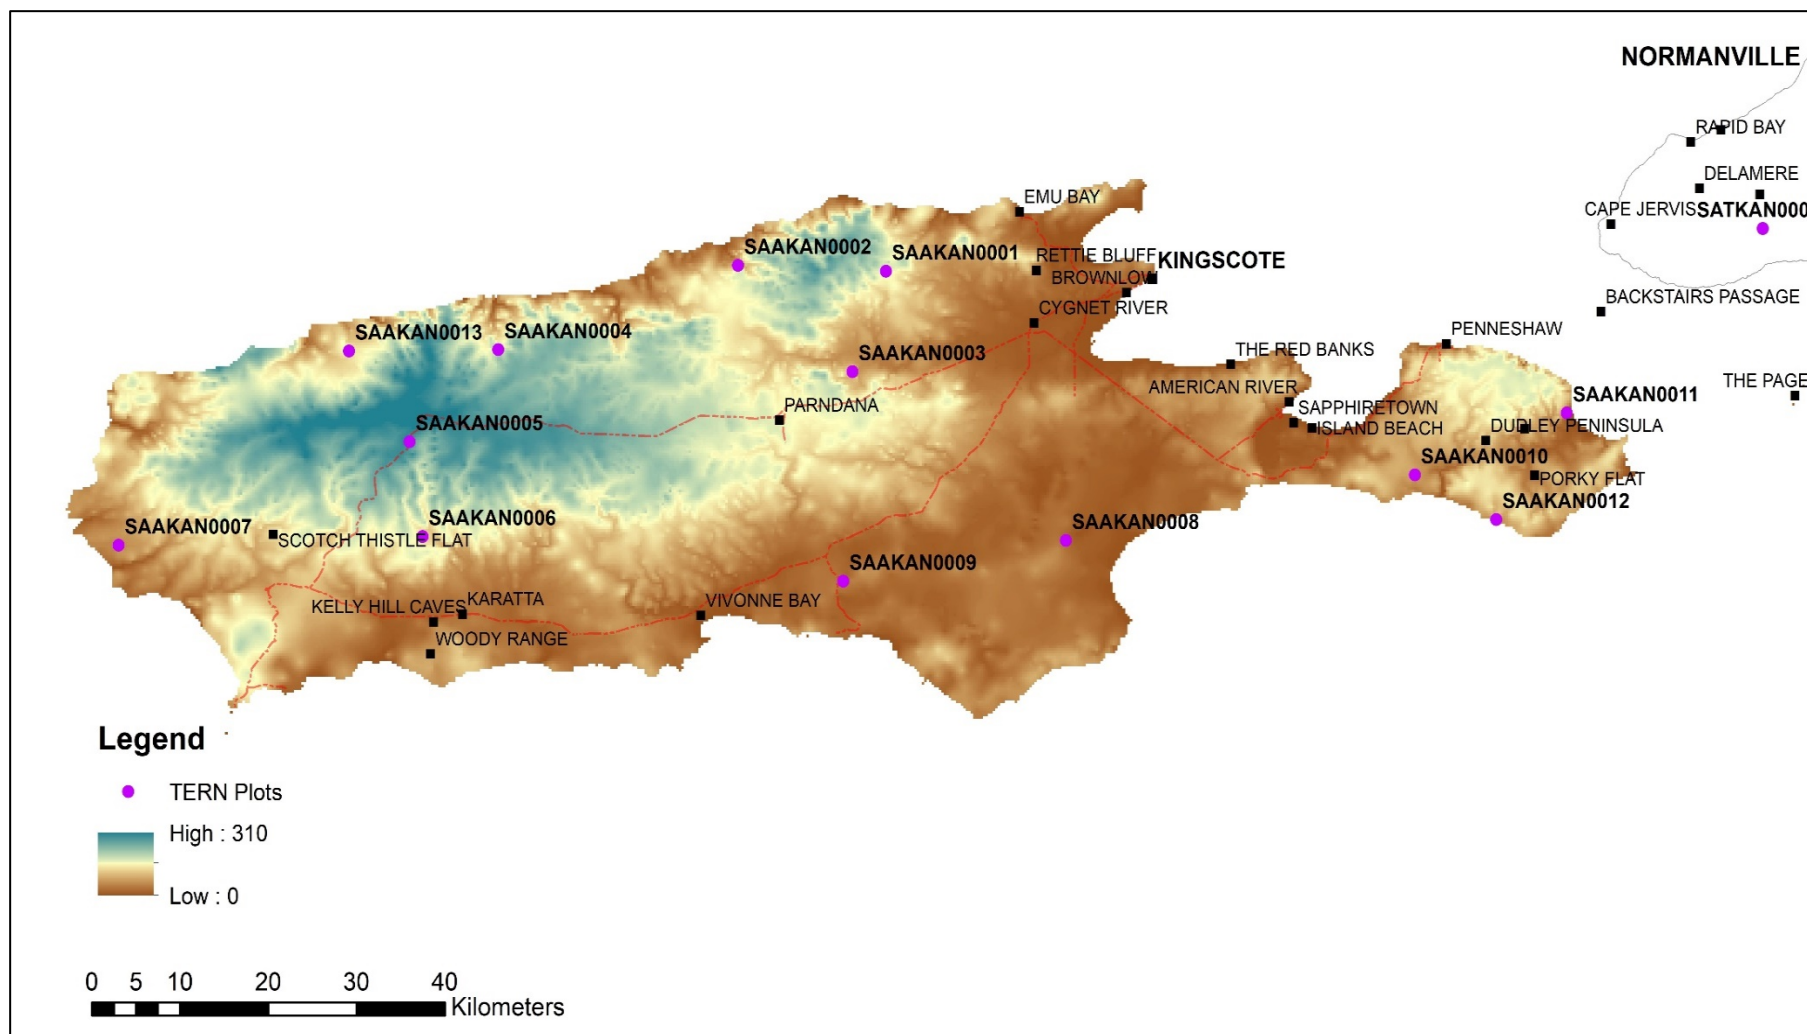 NORMANVILLE
RAPID BAY
DELAMERE
EMU BAY
CAPE JERVIS
SATKAN000
SAAKAN0002
SAAKAN0001
RETTIE BLUFF
KINGSCOTE
BROWNLOW
CYGNET RIVER
BACKSTAIRS PASSAGE
SAAKAN0013
SAAKAN0004
PENNESHAW
SAAKAN0003
THE RED BANKS
THE PAGE
AMERICAN RIVER
SAAKAN0011
PARNDANA
SAPPHIRETOWN
SAAKAN0005
ISLAND BEACH
DUDLEY PENINSULA
SAAKAN0010
PORKY FLAT
SAAKAN0012
SAAKAN0007
SAAKAN0006
SAAKAN0008
SCOTCH THISTLE FLAT
SAAKAN0009
KELLY HILL CAVES
KARATTA
VIVONNE BAY
WOODY RANGE
Legend
TERN Plots
High : 310
Low : 0
0 5 10 20 30 40
Kilometers